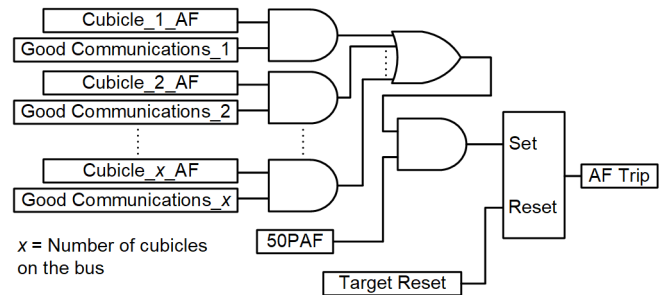 Cubicle_1_AF
Good Communications_1
Cubicle_2_AF
Good Communications_2
Cubicle_x_AF
Good Communications_x
50PAF
Set
Reset
AF Trip
Target Reset
x = Number of cubicles
on the bus